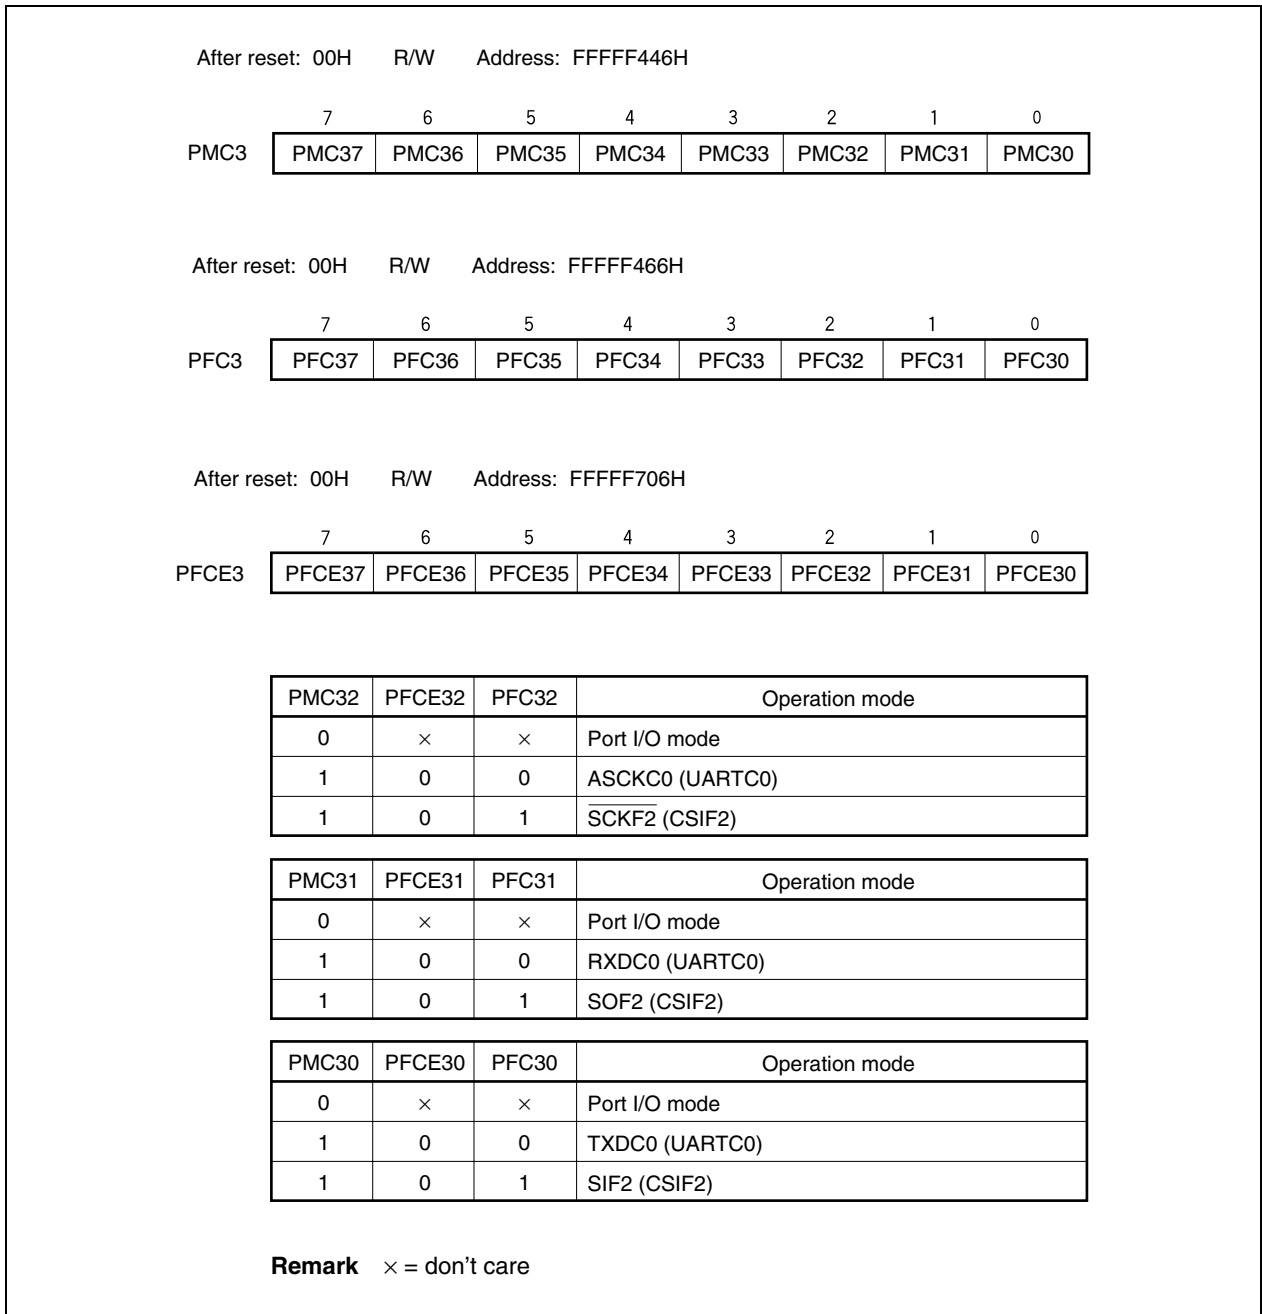 After reset: 00H R/W Address: FFFFF446H
7 6 5 4 3 2 1 0
PMC3 PMC37 PMC36 PMC35 PMC34 PMC33 PMC32 PMC31 PMC30
After reset: 00H R/W Address: FFFFF466H
7 6 5 4 3 2 1 0
PFC3 PFC37 PFC36 PFC35 PFC34 PFC33 PFC32 PFC31 PFC30
After reset: 00H R/W Address: FFFFF706H
7 6 5 4 3 2 1 0
PFCE3 PFCE37 PFCE36 PFCE35 PFCE34 PFCE33 PFCE32 PFCE31 PFCE30
PMC32 PFCE32 PFC32 Operation mode
0 × × Port I/O mode
1 0 0 ASCKC0 (UARTC0)
1 0 1 SCKF2 (CSIF2)
PMC31 PFCE31 PFC31 Operation mode
0 × × Port I/O mode
1 0 0 RXDC0 (UARTC0)
1 0 1 SOF2 (CSIF2)
PMC30 PFCE30 PFC30 Operation mode
0 × × Port I/O mode
1 0 0 TXDC0 (UARTC0)
1 0 1 SIF2 (CSIF2)
Remark × = don't care